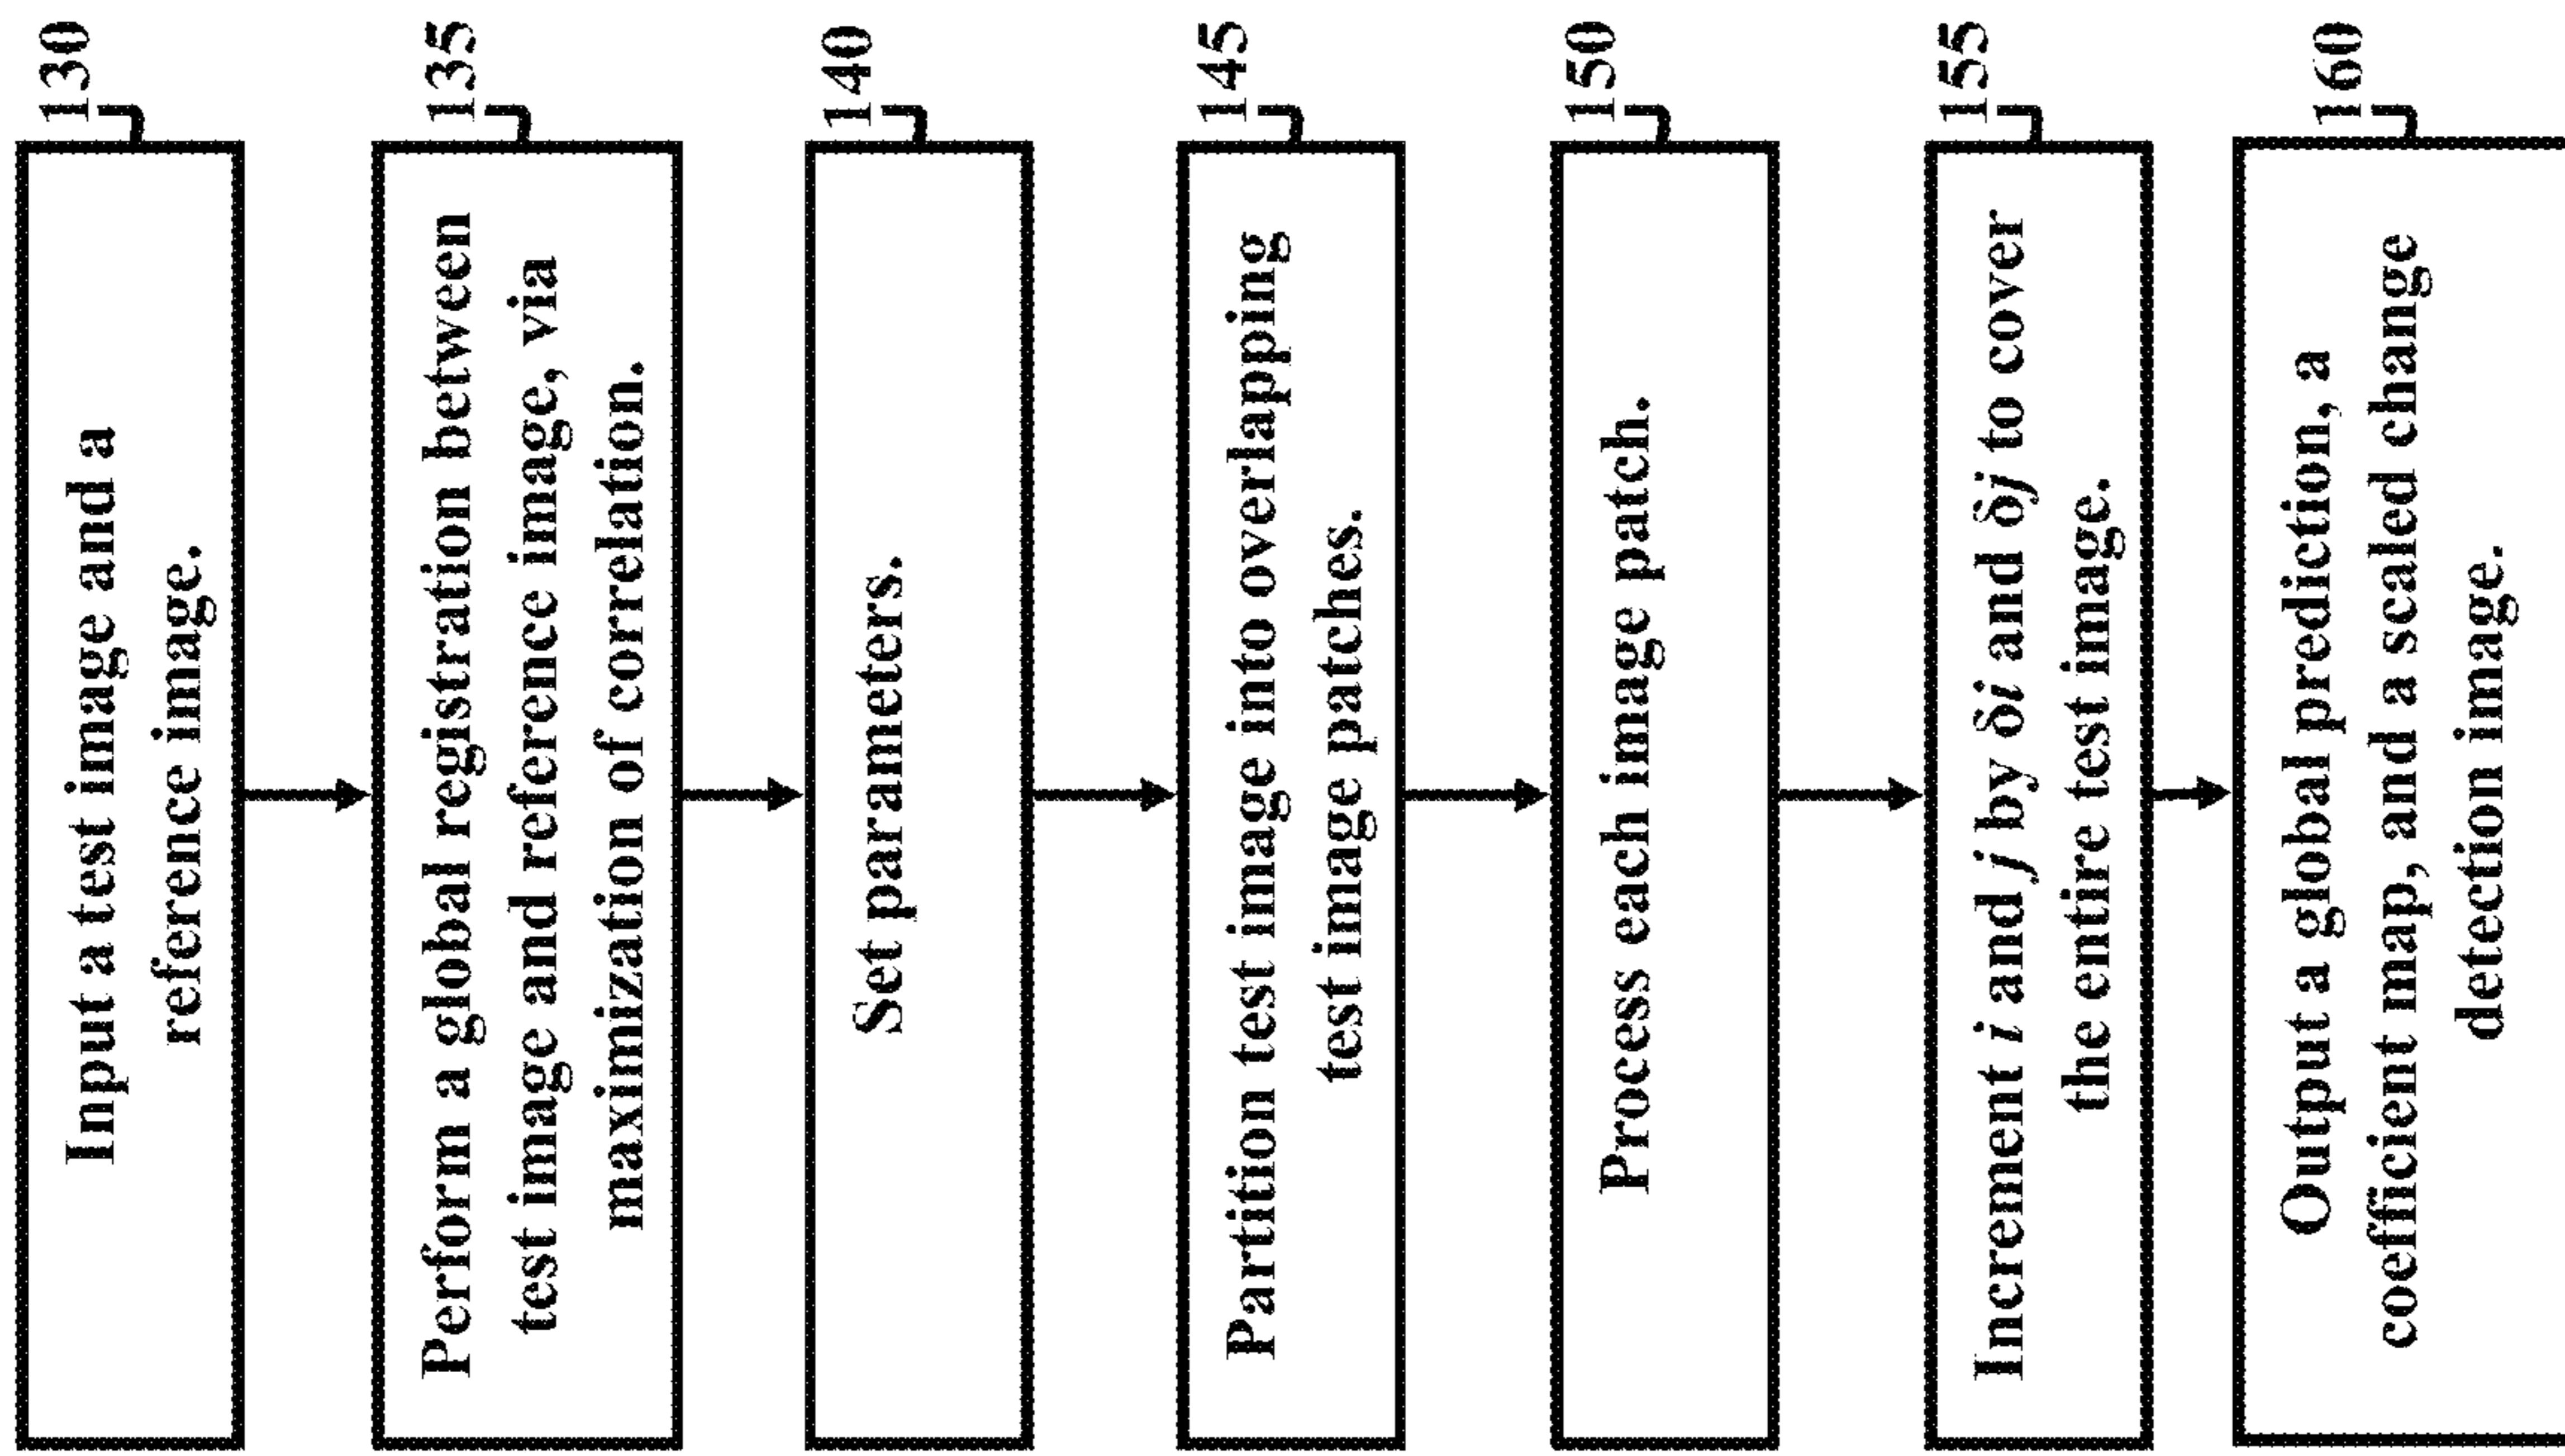 130
Input a test image and a
reference image.
135
Perform a global registration between
test image and reference image, via
maximization of correlation.
140
Set parameters.
145
Partition test image into overlapping
test image patches.
150
Process each image patch.
155
Increment i and j by δi and δj to cover
the entire test image.
160
Output a global prediction, a
coefficient map, and a scaled change
detection image.